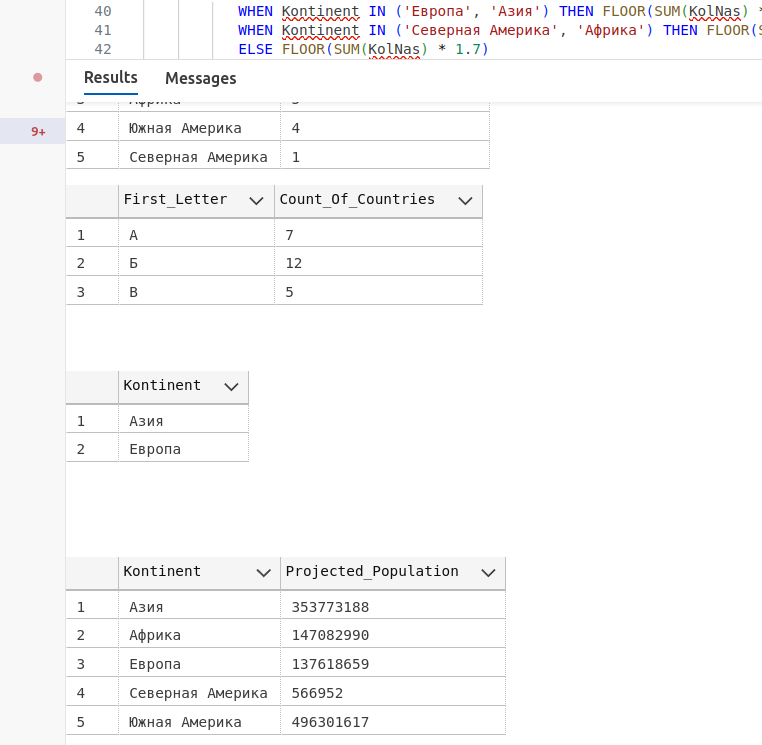 40 WHEN Kontinent IN ('Европа', 'Азия') THEN FLOOR(SUM(KolNas) *
41 WHEN Kontinent IN ('Северная Америка', 'Африка') THEN FLOOR(S
42 ELSE FLOOR(SUM(KolNas) * 1.7)
Results Messages
9+
4 Южная Америка 4
5 Северная Америка 1
First_Letter Count_Of_Countries
1 А 7
2 Б 12
3 В 5
Kontinent
1 Азия
2 Европа
Kontinent Projected_Population
1 Азия 353773188
2 Африка 147082990
3 Европа 137618659
4 Северная Америка 566952
5 Южная Америка 496301617